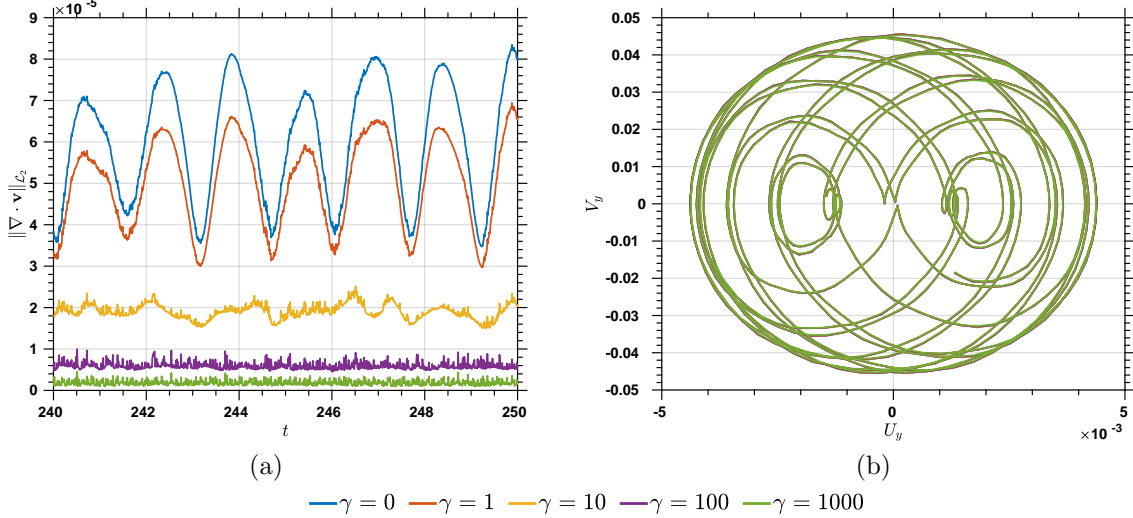 ×10⁻⁵
9
8
7
6
5
4
3
2
1
0
‖∇ · v‖_{𝓛₂}
240 242 244 246 248 250
t
(a)
0.05
0.04
0.03
0.02
0.01
0
-0.01
-0.02
-0.03
-0.04
-0.05
V_y
-5 0 5
×10⁻³
U_y
(b)
γ = 0 γ = 1 γ = 10 γ = 100 γ = 1000